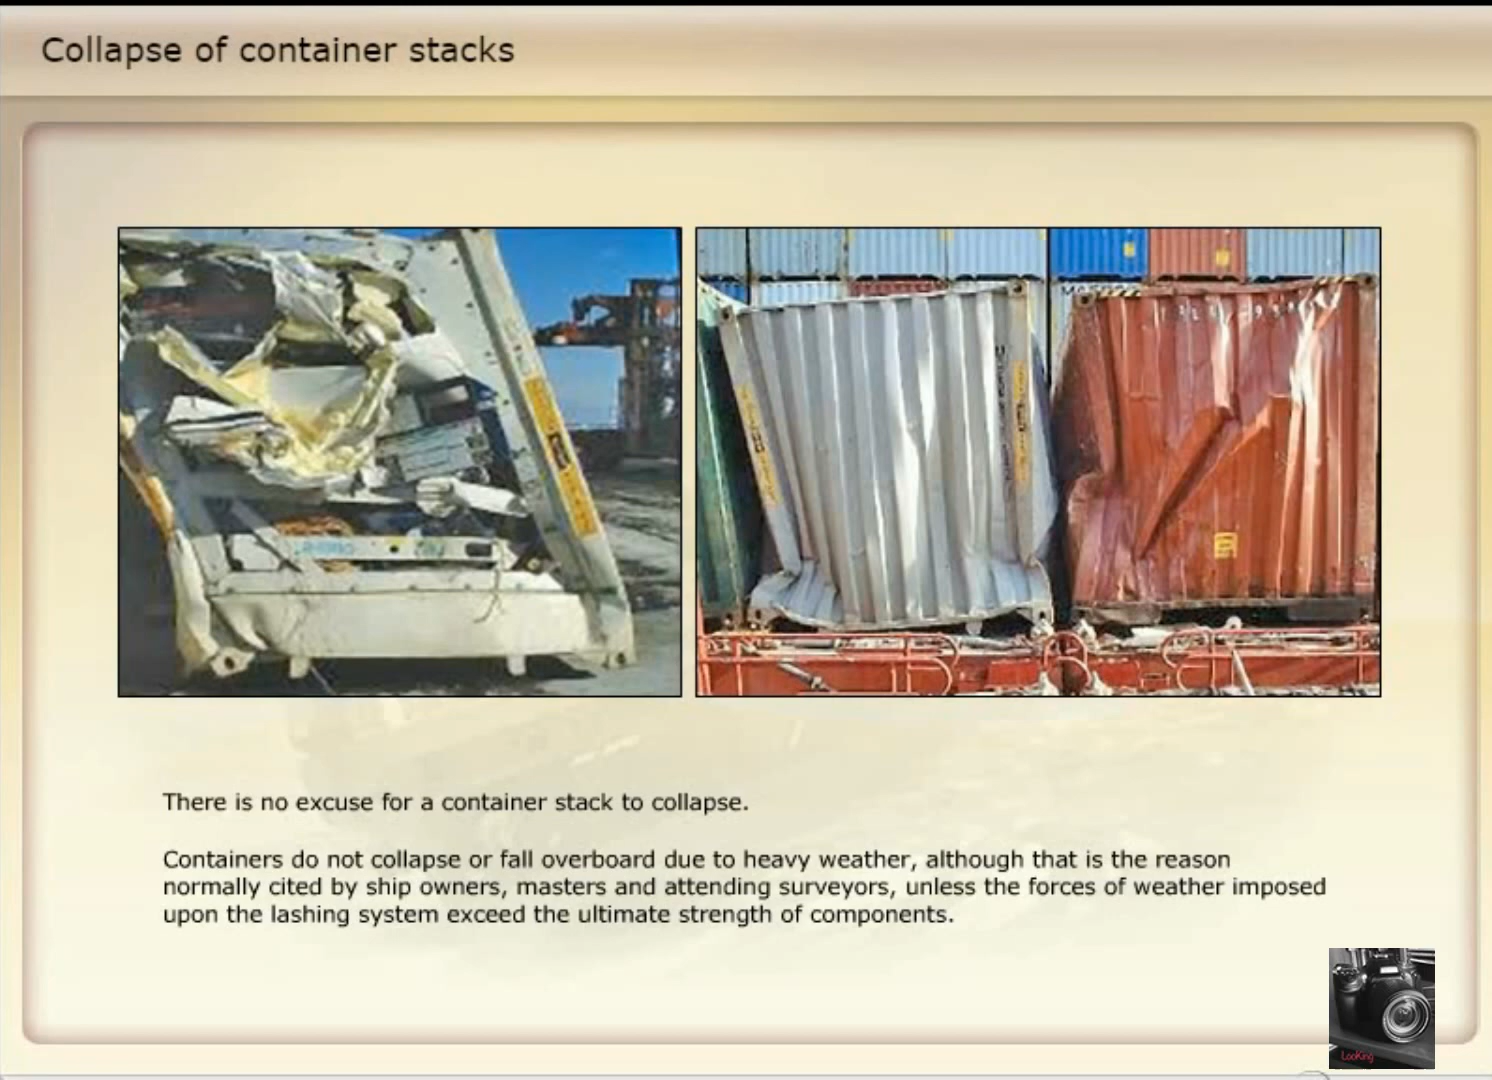 Collapse of container stacks
There is no excuse for a container stack to collapse.
Containers do not collapse or fall overboard due to heavy weather, although that is the reason
normally cited by ship owners, masters and attending surveyors, unless the forces of weather imposed
upon the lashing system exceed the ultimate strength of components.
LooKing